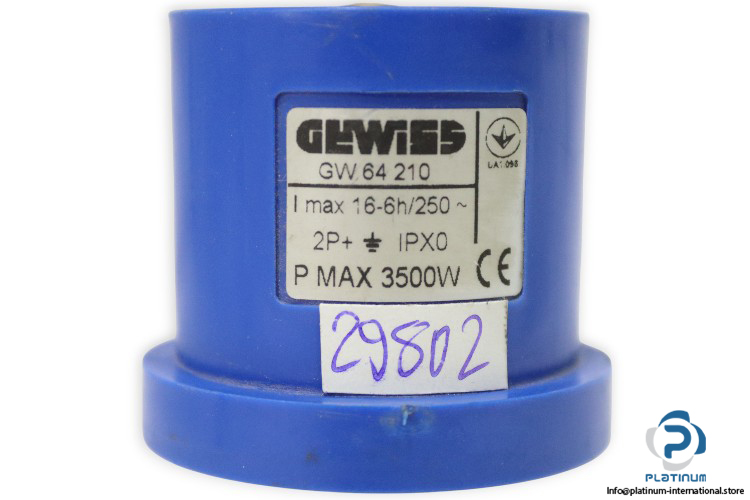 GEWISS
GW 64 210
I max 16-6h/250 ~
2P+ ⏚ IPX0
P MAX 3500W CE
29802
PLATINUM
Info@platinum-international.store